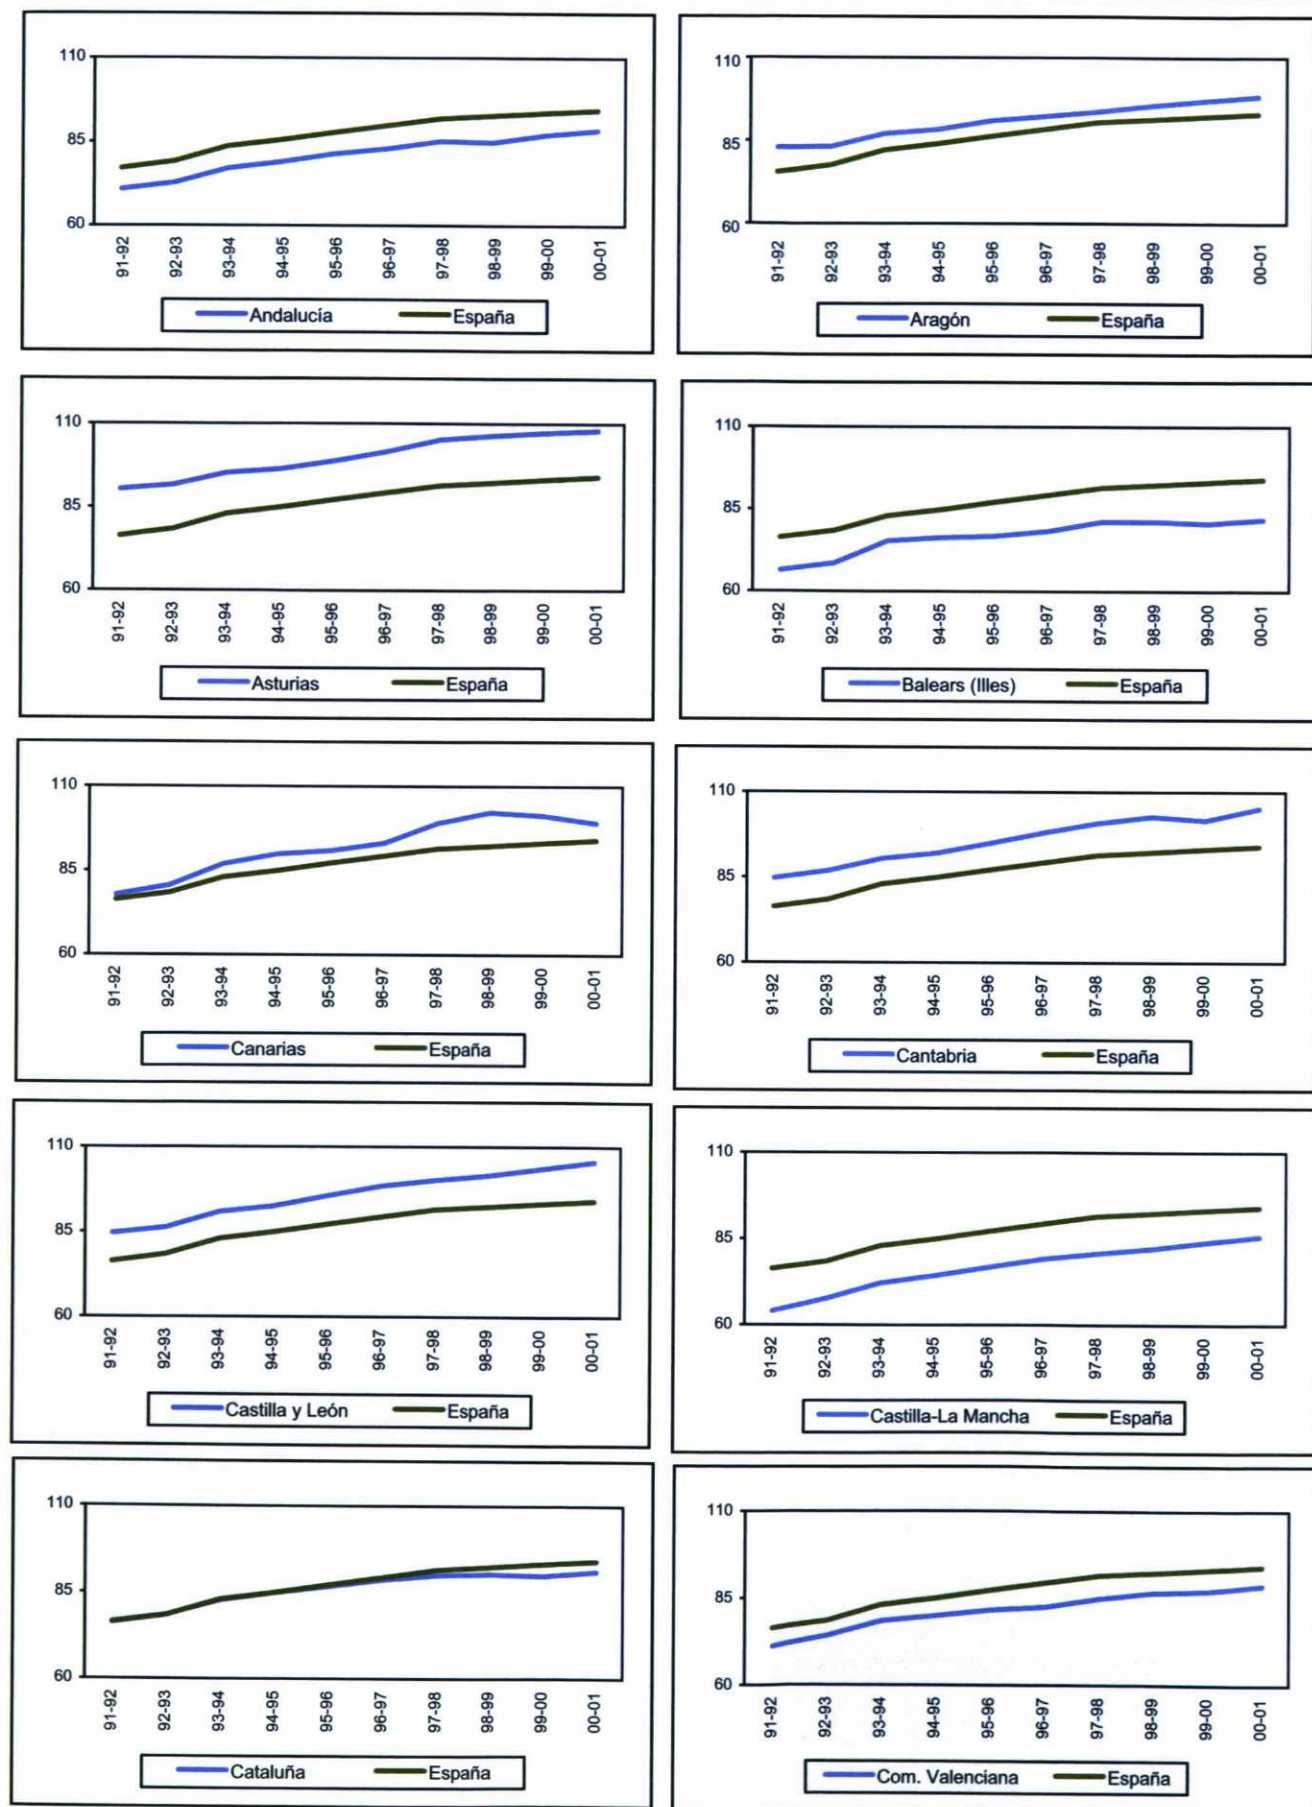 110
85
60
91-92 92-93 93-94 94-95 95-96 96-97 97-98 98-99 99-00 00-01
Andalucía España
110
85
60
91-92 92-93 93-94 94-95 95-96 96-97 97-98 98-99 99-00 00-01
Aragón España
110
85
60
91-92 92-93 93-94 94-95 95-96 96-97 97-98 98-99 99-00 00-01
Asturias España
110
85
60
91-92 92-93 93-94 94-95 95-96 96-97 97-98 98-99 99-00 00-01
Balears (Illes) España
110
85
60
91-92 92-93 93-94 94-95 95-96 96-97 97-98 98-99 99-00 00-01
Canarias España
110
85
60
91-92 92-93 93-94 94-95 95-96 96-97 97-98 98-99 99-00 00-01
Cantabria España
110
85
60
91-92 92-93 93-94 94-95 95-96 96-97 97-98 98-99 99-00 00-01
Castilla y León España
110
85
60
91-92 92-93 93-94 94-95 95-96 96-97 97-98 98-99 99-00 00-01
Castilla-La Mancha España
110
85
60
91-92 92-93 93-94 94-95 95-96 96-97 97-98 98-99 99-00 00-01
Cataluña España
110
85
60
91-92 92-93 93-94 94-95 95-96 96-97 97-98 98-99 99-00 00-01
Com. Valenciana España